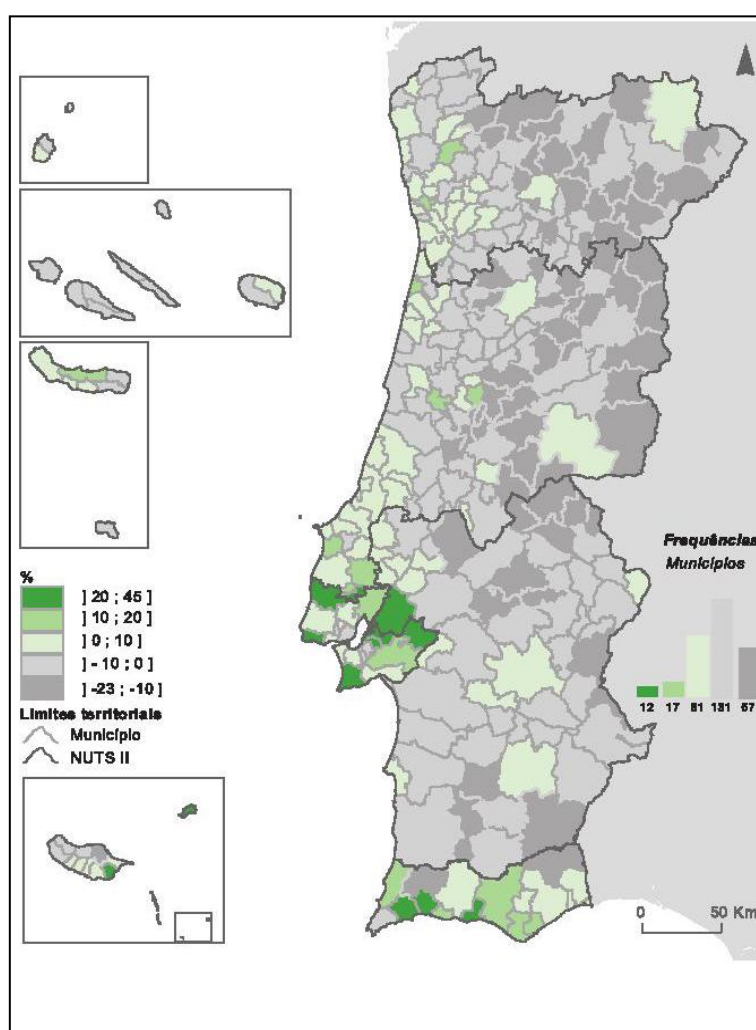 %
] 20 ; 45 ]
] 10 ; 20 ]
] 0 ; 10 ]
] - 10 ; 0 ]
] -23 ; -10 ]
Limites territoriais
Município
NUTS II
Frequências
Municípios
12 17 81 131 67
0 50 Km